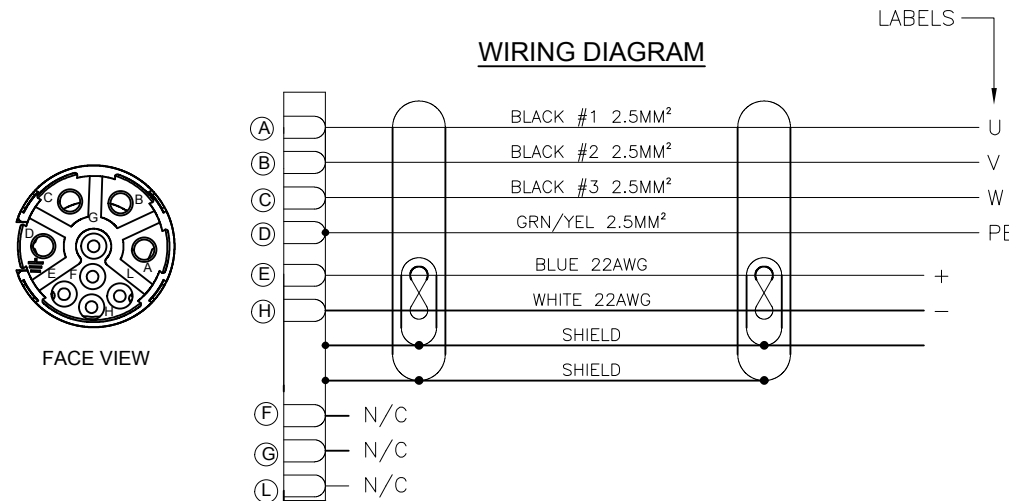 LABELS
WIRING DIAGRAM
A BLACK #1 2.5MM² U
B BLACK #2 2.5MM² V
C BLACK #3 2.5MM² W
D GRN/YEL 2.5MM² PE
E BLUE 22AWG +
H WHITE 22AWG −
SHIELD
SHIELD
F N/C
G N/C
L N/C
C B
G
D A
E F L
H
FACE VIEW